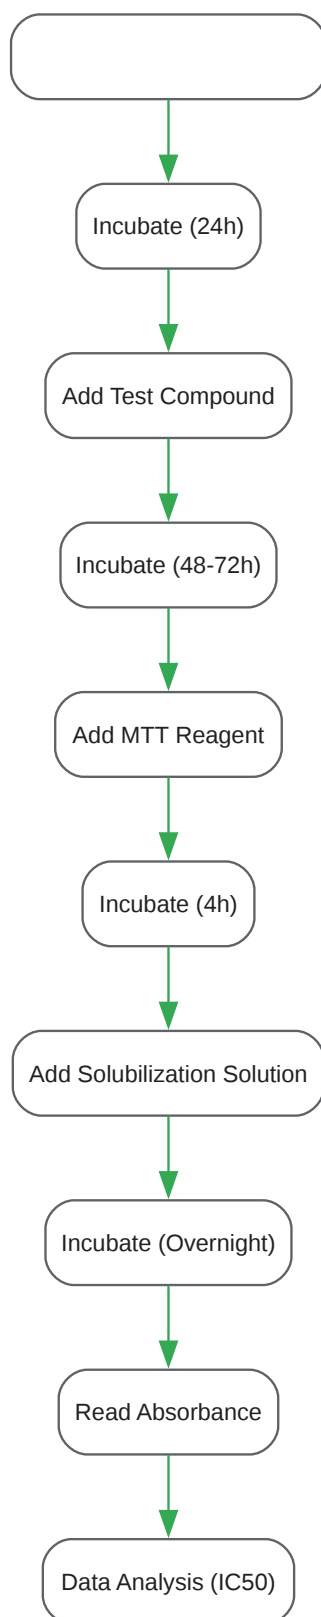 Incubate (24h)
Add Test Compound
Incubate (48-72h)
Add MTT Reagent
Incubate (4h)
Add Solubilization Solution
Incubate (Overnight)
Read Absorbance
Data Analysis (IC50)